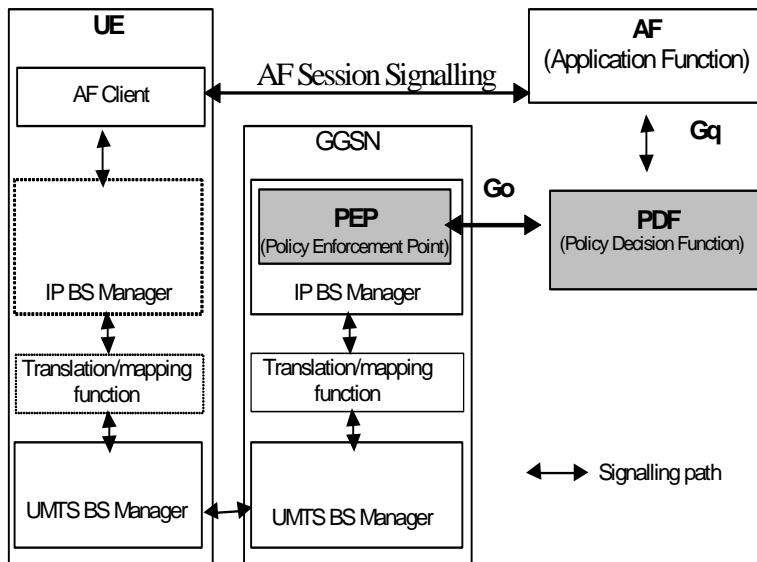 UE
AF Client
IP BS Manager
Translation/mapping
function
UMTS BS Manager
AF Session Signalling
AF
(Application Function)
Gq
GGSN
PEP
(Policy Enforcement Point)
IP BS Manager
Go
PDF
(Policy Decision Function)
Translation/mapping
function
UMTS BS Manager
Signalling path